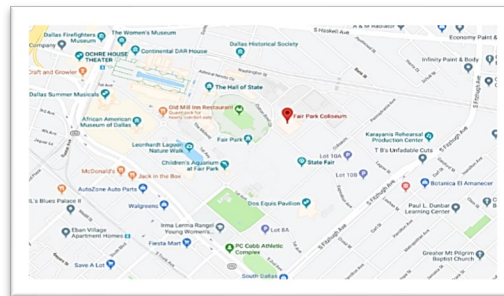 Dallas Firefighters
Museum
The Women's Museum
S Haskell Ave
Company
Economy Paint &
OCHRE HOUSE
THEATER
Continental DAR House
Dallas Historical Society
Infinity Paint & Body
Craft and Growler
The Hall of State
Dallas Summer Musicals
Old Mill Inn Restaurant
Fair Park Coliseum
African American
Museum of Dallas
Fair Park
Karayanis Rehearsal
Production Center
Leonhardt Lagoon
Nature Walk
T B's Unfadable Cuts
Lot 10A
State Fair
Children's Aquarium
at Fair Park
Lot 10B
McDonald's
Jack in the Box
Botanica El Amanecer
AutoZone Auto Parts
S Fitzhugh Ave
Dos Equis Pavilion
Walgreens
Paul L. Dunbar
Learning Center
L's Blues Palace II
Irma Lerma Rangel
Young Women's...
Lot 8A
Eban Village
Apartment Homes
Fiesta Mart
PC Cobb Athletic
Complex
Greater Mt Pilgrim
Baptist Church
Save A Lot
South Dallas